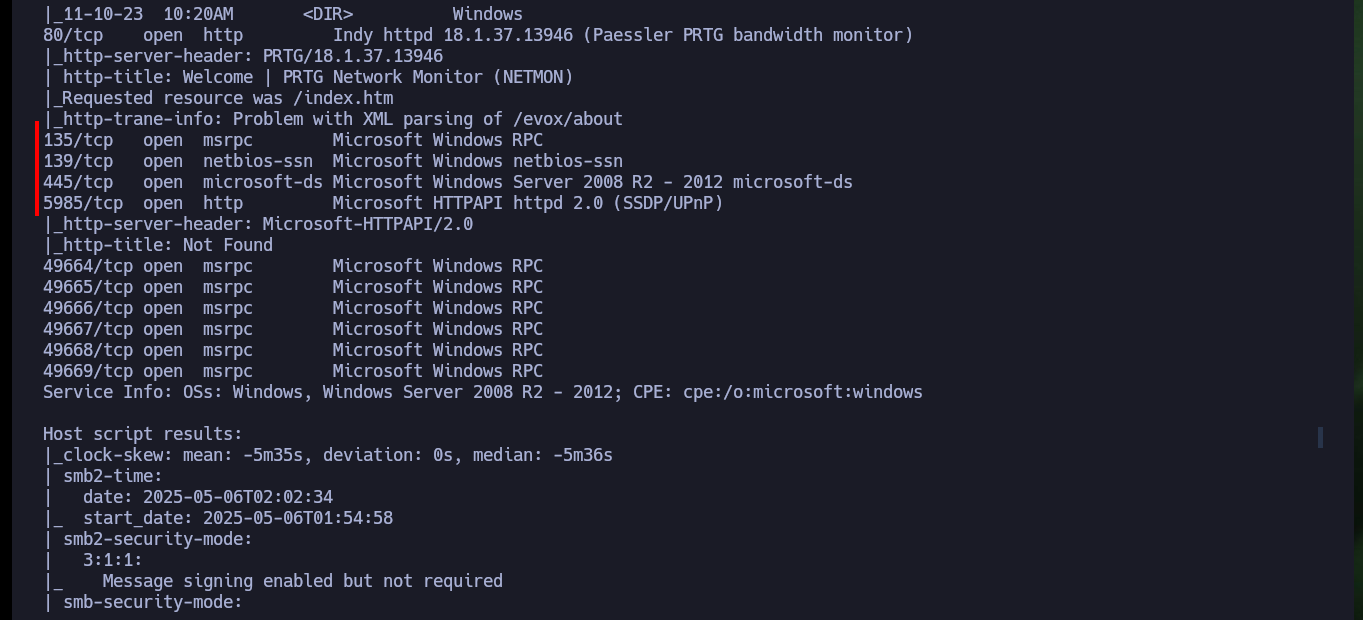 |_11-10-23  10:20AM       <DIR>          Windows
80/tcp    open  http         Indy httpd 18.1.37.13946 (Paessler PRTG bandwidth monitor)
|_http-server-header: PRTG/18.1.37.13946
| http-title: Welcome | PRTG Network Monitor (NETMON)
|_Requested resource was /index.htm
|_http-trane-info: Problem with XML parsing of /evox/about
135/tcp   open  msrpc        Microsoft Windows RPC
139/tcp   open  netbios-ssn  Microsoft Windows netbios-ssn
445/tcp   open  microsoft-ds Microsoft Windows Server 2008 R2 - 2012 microsoft-ds
5985/tcp  open  http         Microsoft HTTPAPI httpd 2.0 (SSDP/UPnP)
|_http-server-header: Microsoft-HTTPAPI/2.0
|_http-title: Not Found
49664/tcp open  msrpc        Microsoft Windows RPC
49665/tcp open  msrpc        Microsoft Windows RPC
49666/tcp open  msrpc        Microsoft Windows RPC
49667/tcp open  msrpc        Microsoft Windows RPC
49668/tcp open  msrpc        Microsoft Windows RPC
49669/tcp open  msrpc        Microsoft Windows RPC
Service Info: OSs: Windows, Windows Server 2008 R2 - 2012; CPE: cpe:/o:microsoft:windows

Host script results:
|_clock-skew: mean: -5m35s, deviation: 0s, median: -5m36s
| smb2-time:
|   date: 2025-05-06T02:02:34
|_  start_date: 2025-05-06T01:54:58
| smb2-security-mode:
|   3:1:1:
|_    Message signing enabled but not required
| smb-security-mode: